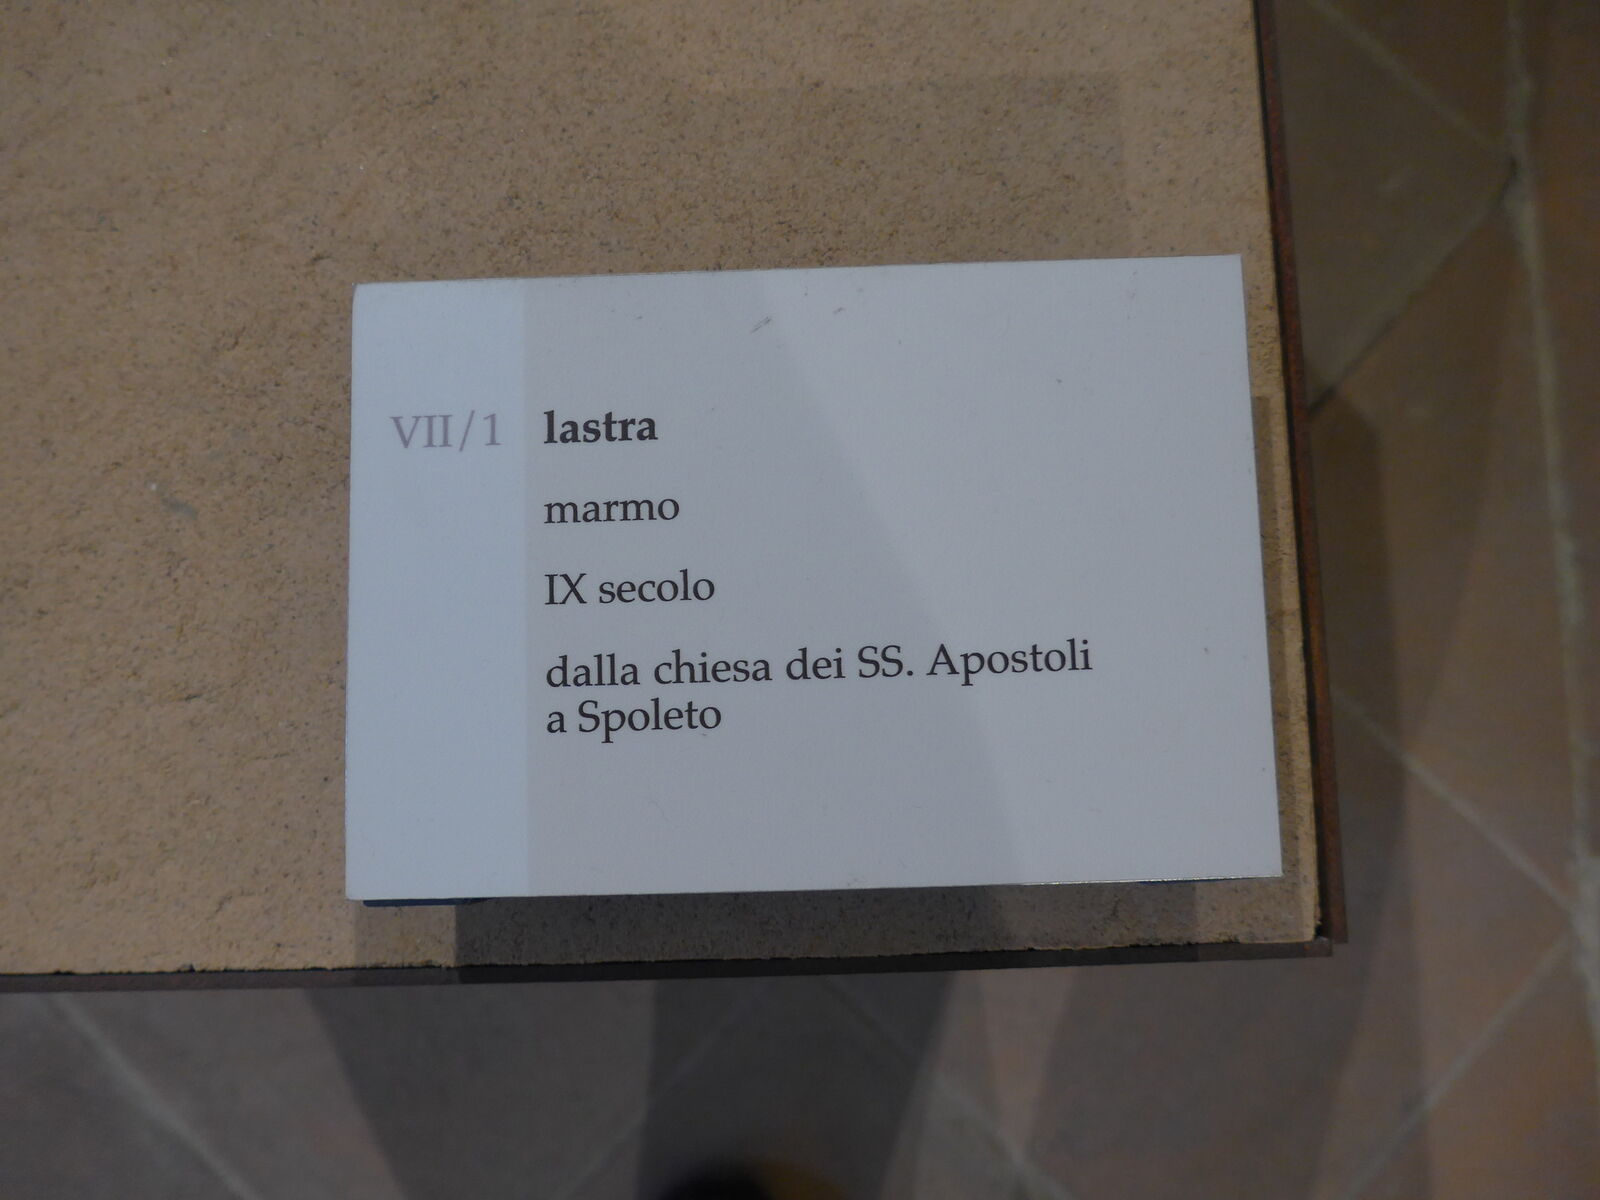 VII/1 lastra
marmo
IX secolo
dalla chiesa dei SS. Apostoli
a Spoleto